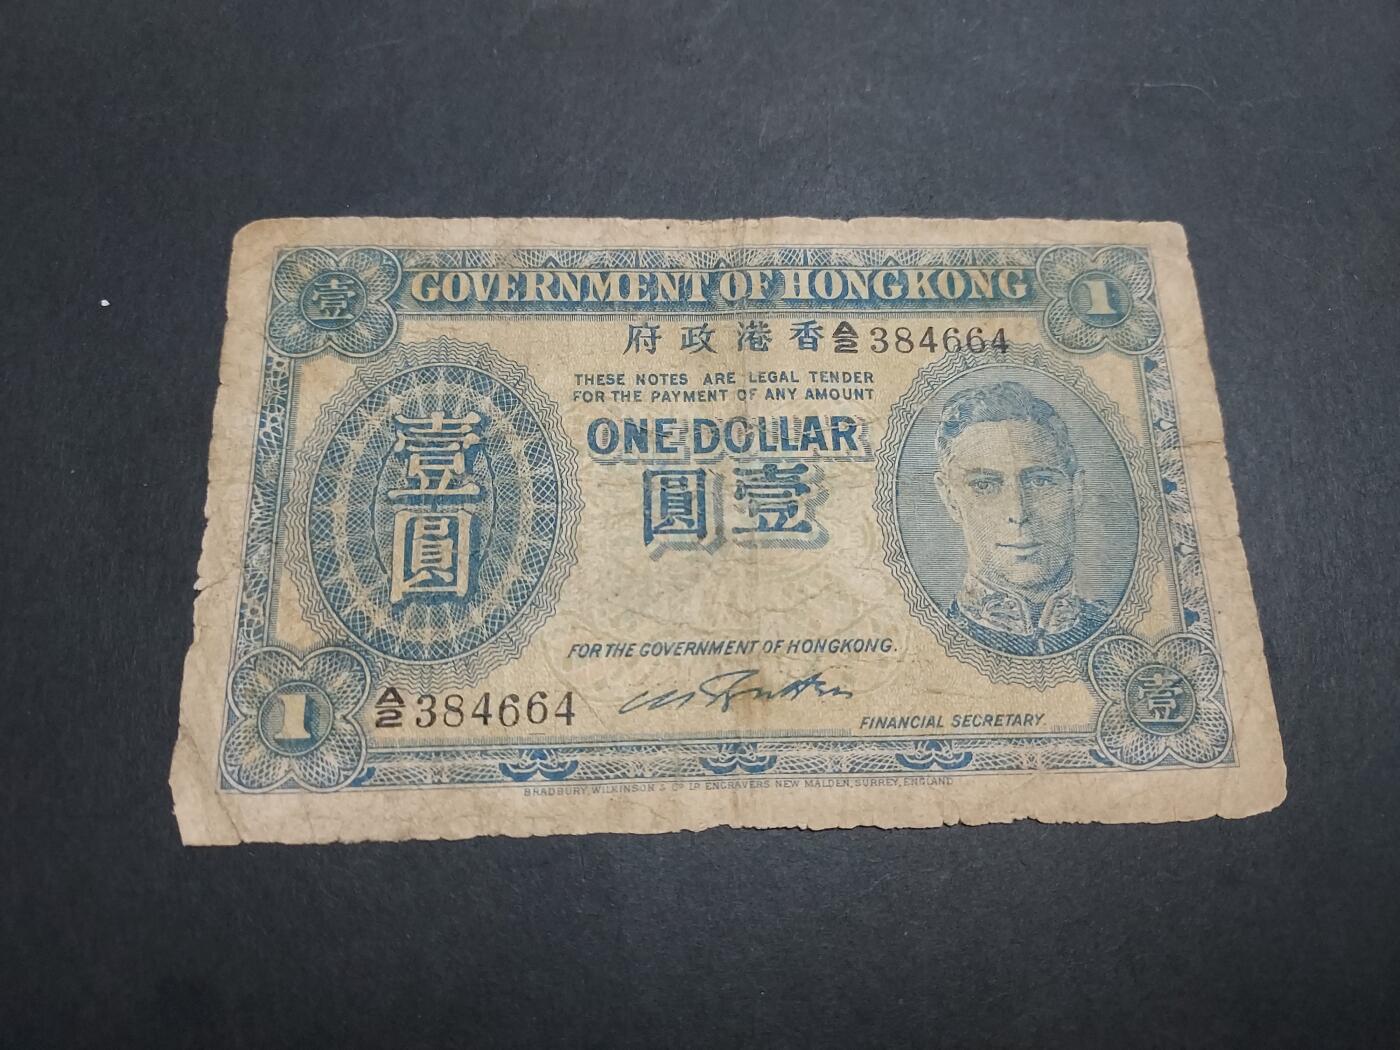 壹
GOVERNMENT OF HONGKONG
1
府政港香
A/2 384664
THESE NOTES ARE LEGAL TENDER
FOR THE PAYMENT OF ANY AMOUNT
ONE DOLLAR
圓壹
壹圓
FOR THE GOVERNMENT OF HONGKONG.
A/2 384664
FINANCIAL SECRETARY.
1
壹
BRADBURY, WILKINSON & Co Ld ENGRAVERS NEW MALDEN, SURREY, ENGLAND